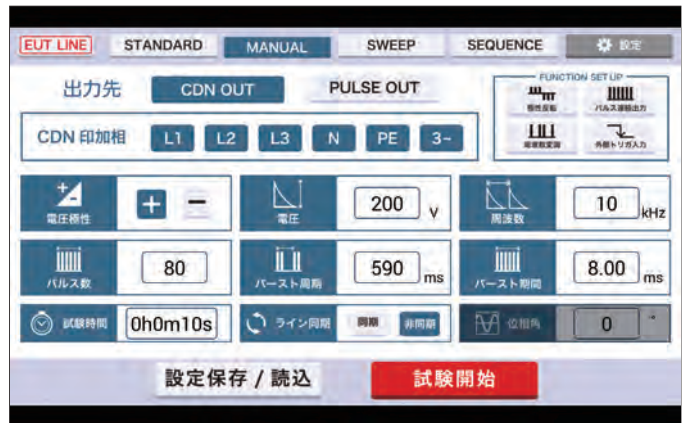 EUT LINE STANDARD MANUAL SWEEP SEQUENCE 設定
出力先 CDN OUT PULSE OUT
FUNCTION SET UP
極性反転 パルス連続出力
周波数変調 外部トリガ入力
CDN 印加相 L1 L2 L3 N PE 3~
電圧極性 + − 電圧 200 V 周波数 10 kHz
パルス数 80 バースト周期 590 ms バースト期間 8.00 ms
試験時間 0h0m10s ライン同期 同期 非同期 位相角 0 °
設定保存 / 読込 試験開始